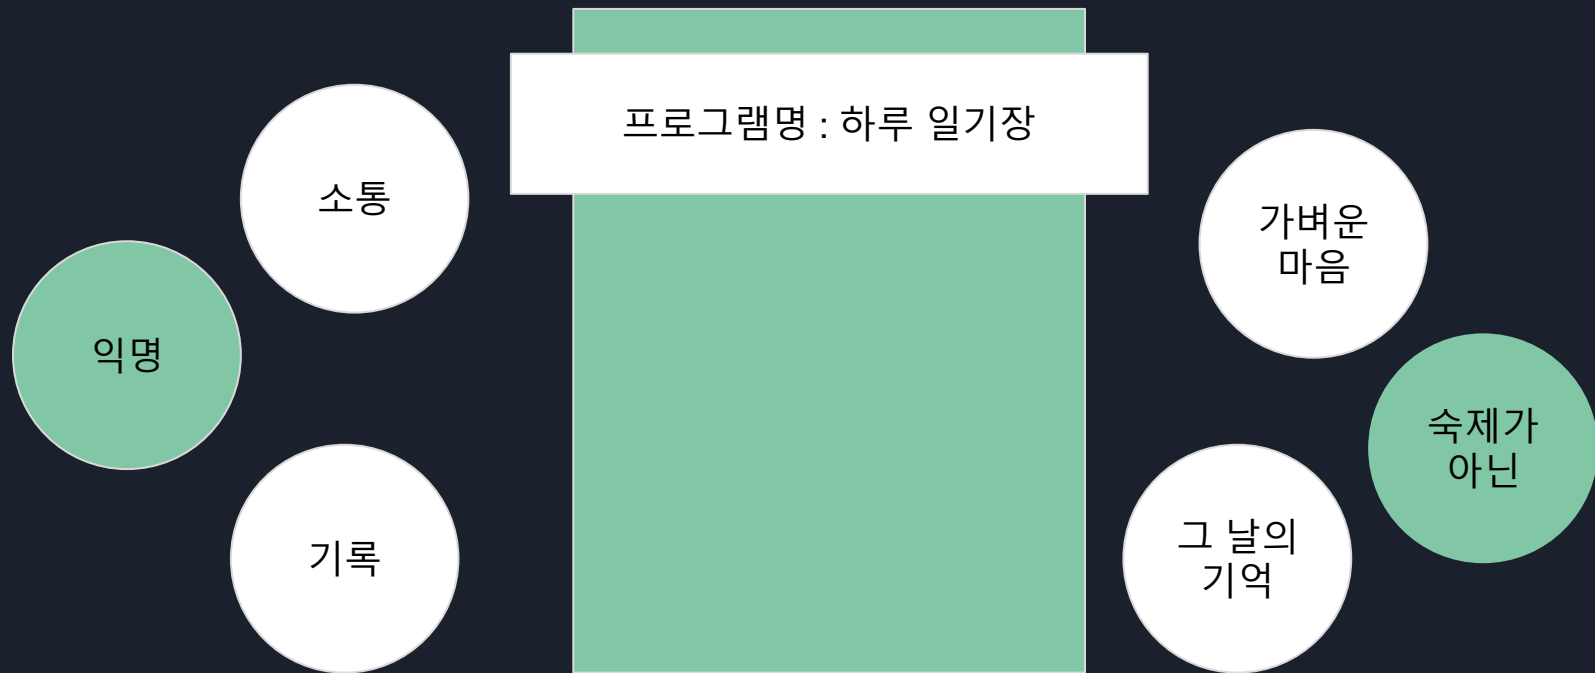 프로그램명 : 하루 일기장
소통
익명
기록
가벼운
마음
숙제가
아닌
그 날의
기억